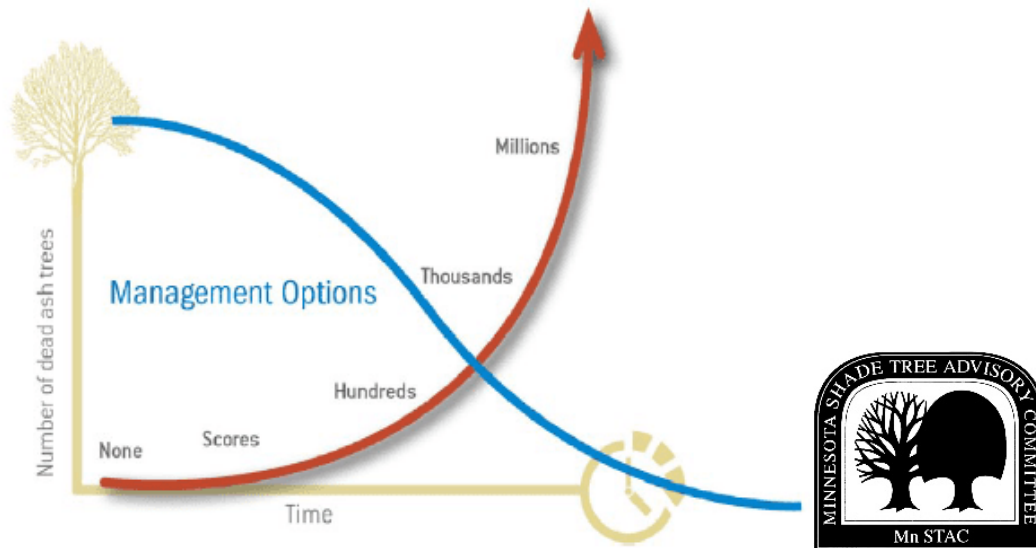 Millions
Thousands
Management Options
Hundreds
Scores
None
Number of dead ash trees
Time
MINNESOTA SHADE TREE ADVISORY COMMITTEE
Mn STAC